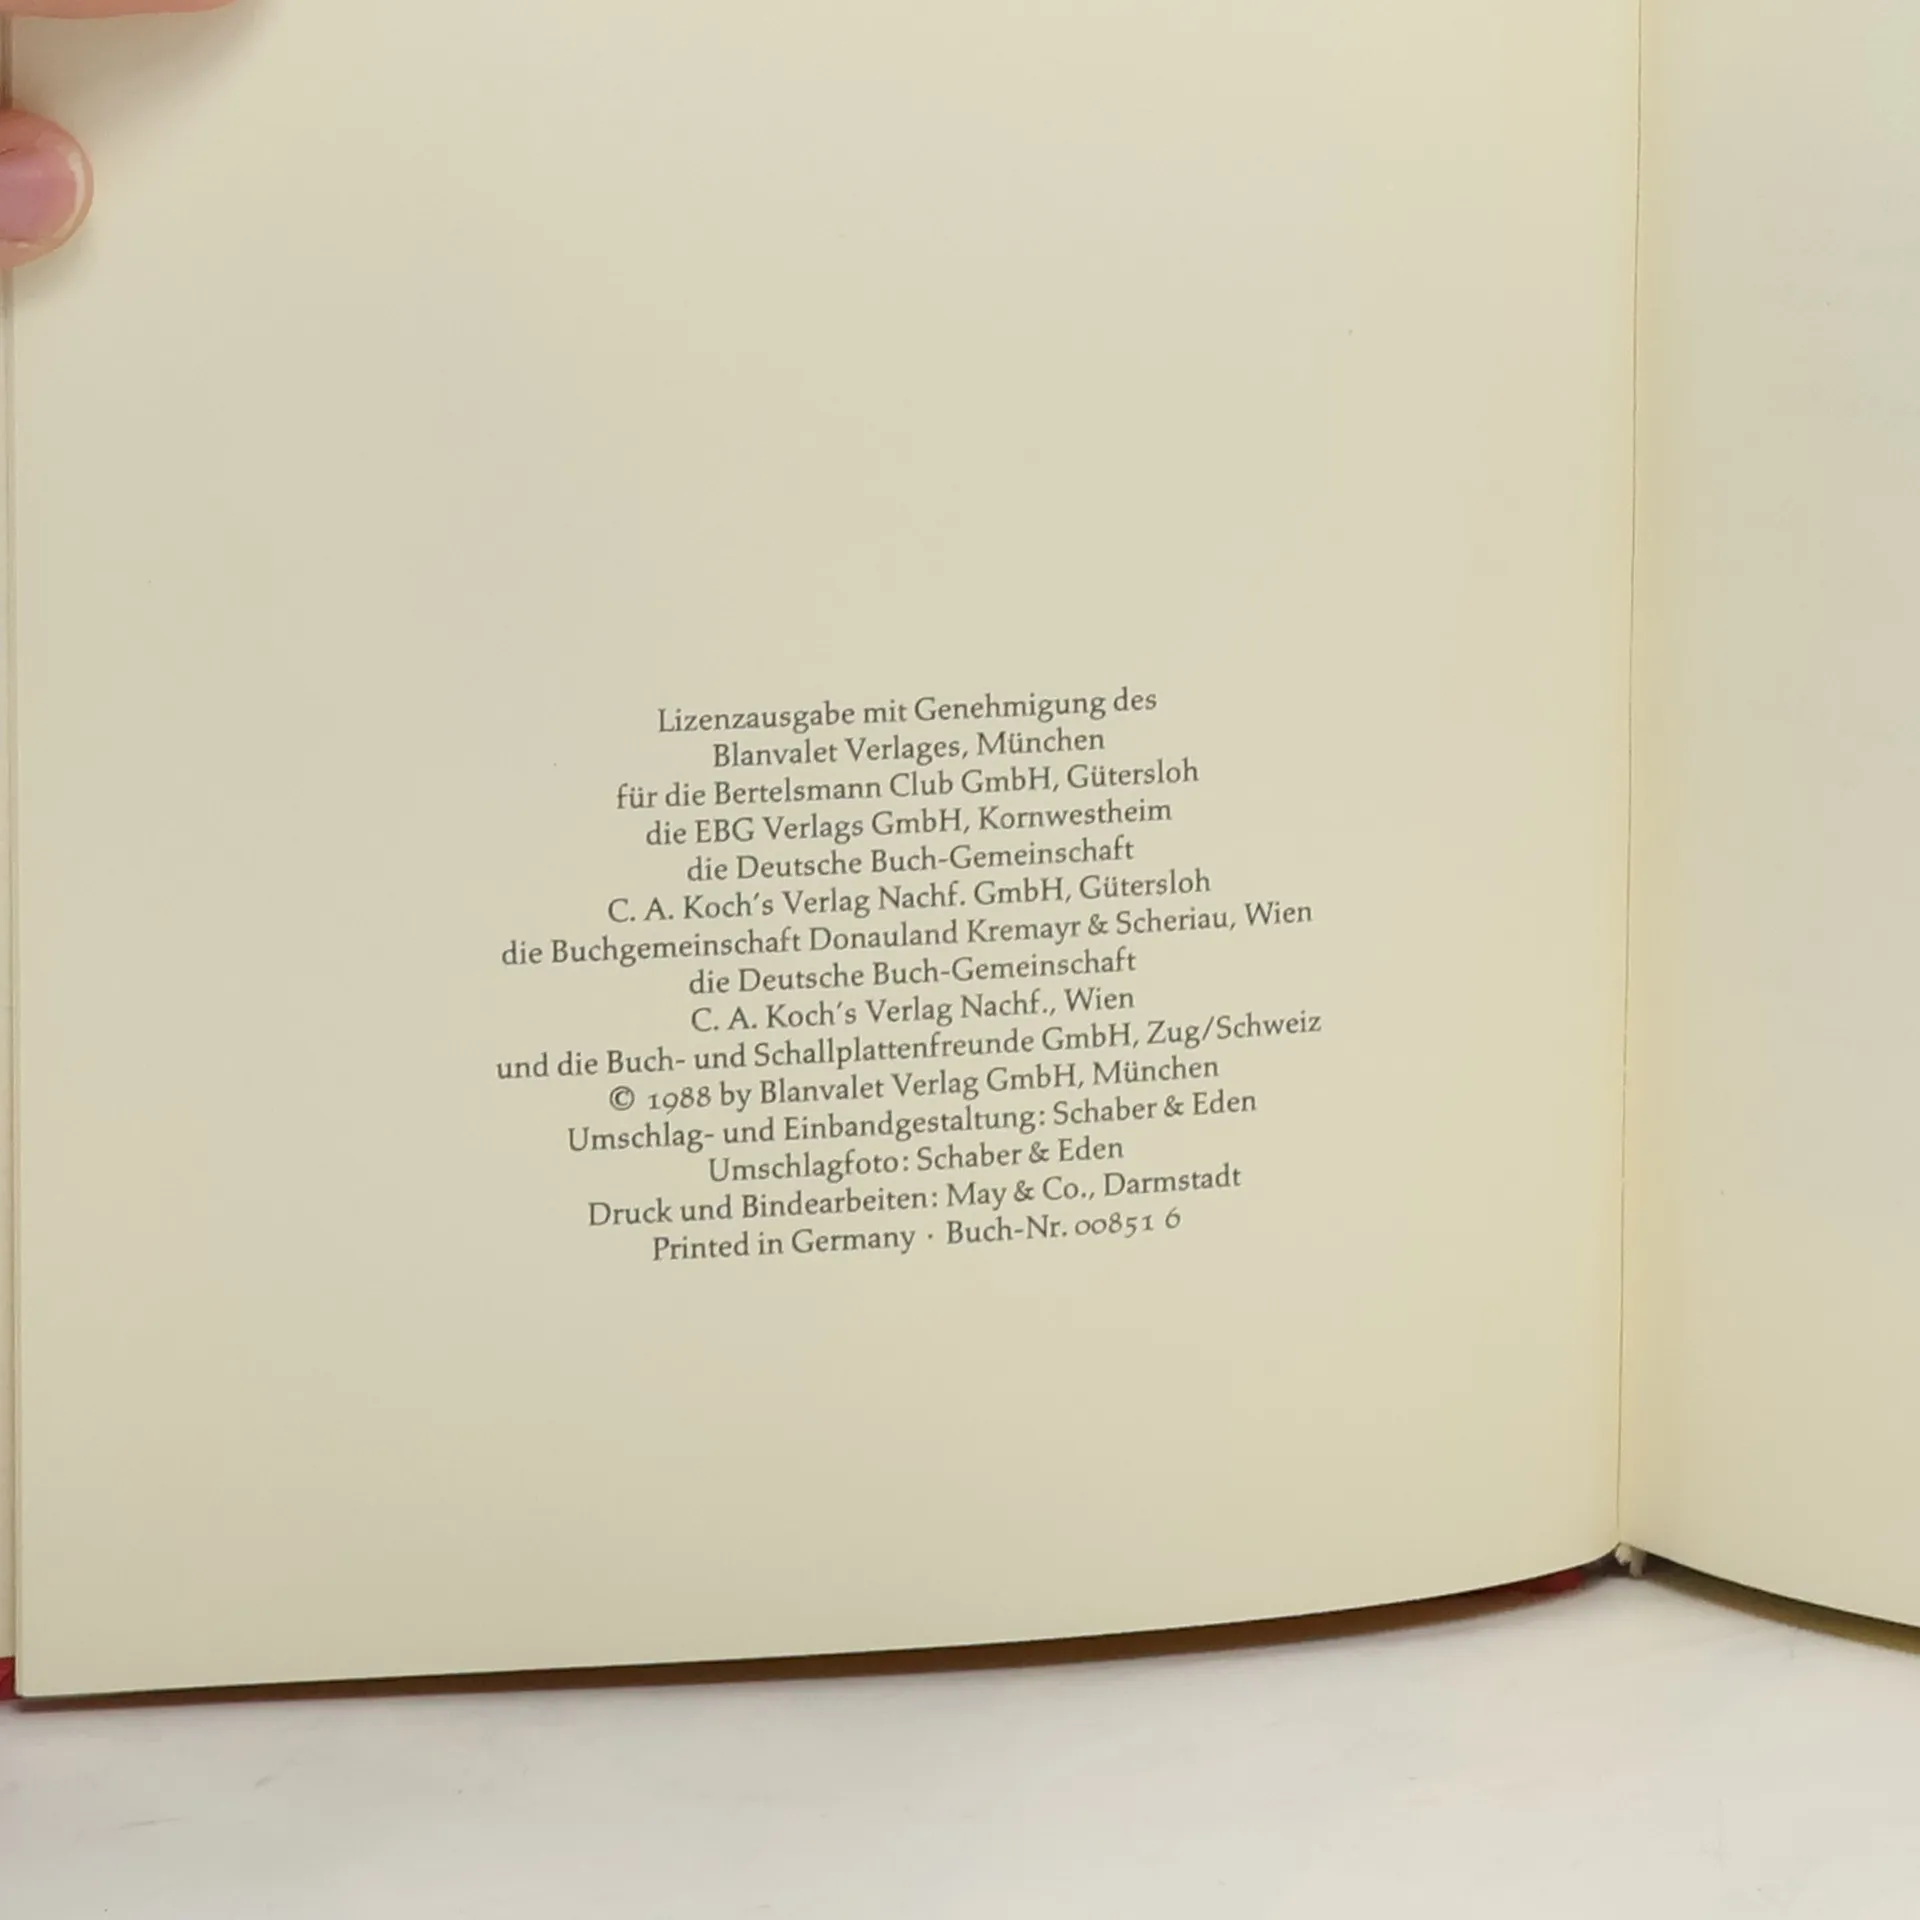 Lizenzausgabe mit Genehmigung des
Blanvalet Verlages, München
für die Bertelsmann Club GmbH, Gütersloh
die EBG Verlags GmbH, Kornwestheim
die Deutsche Buch-Gemeinschaft
C. A. Koch's Verlag Nachf. GmbH, Gütersloh
die Buchgemeinschaft Donauland Kremayr & Scheriau, Wien
die Deutsche Buch-Gemeinschaft
C. A. Koch's Verlag Nachf., Wien
und die Buch- und Schallplattenfreunde GmbH, Zug/Schweiz
© 1988 by Blanvalet Verlag GmbH, München
Umschlag- und Einbandgestaltung: Schaber & Eden
Umschlagfoto: Schaber & Eden
Druck und Bindearbeiten: May & Co., Darmstadt
Printed in Germany · Buch-Nr. 00851 6